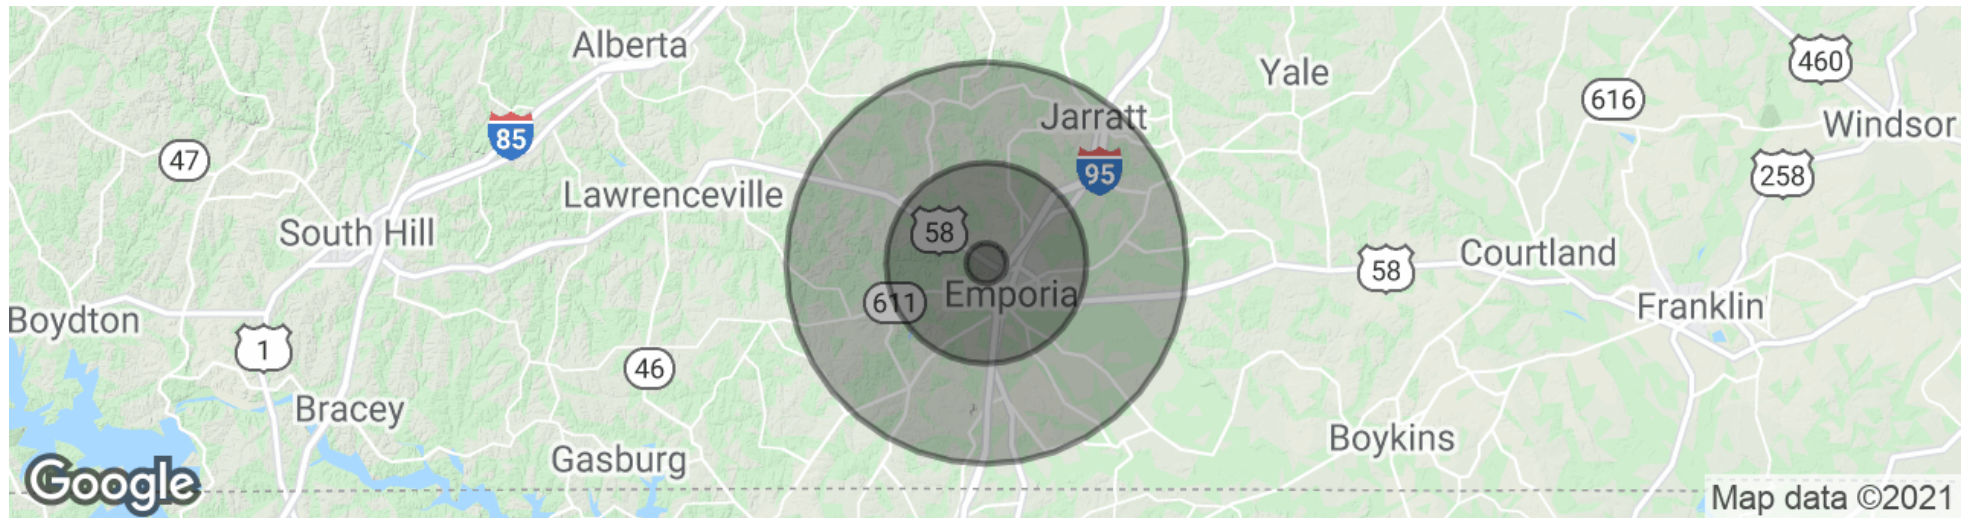 Alberta
Yale
460
616
Jarratt
Windsor
85
47
95
258
Lawrenceville
South Hill
58
Courtland
58
Emporia
611
Franklin
Boydton
1
46
Bracey
Boykins
Gasburg
Google
Map data ©2021